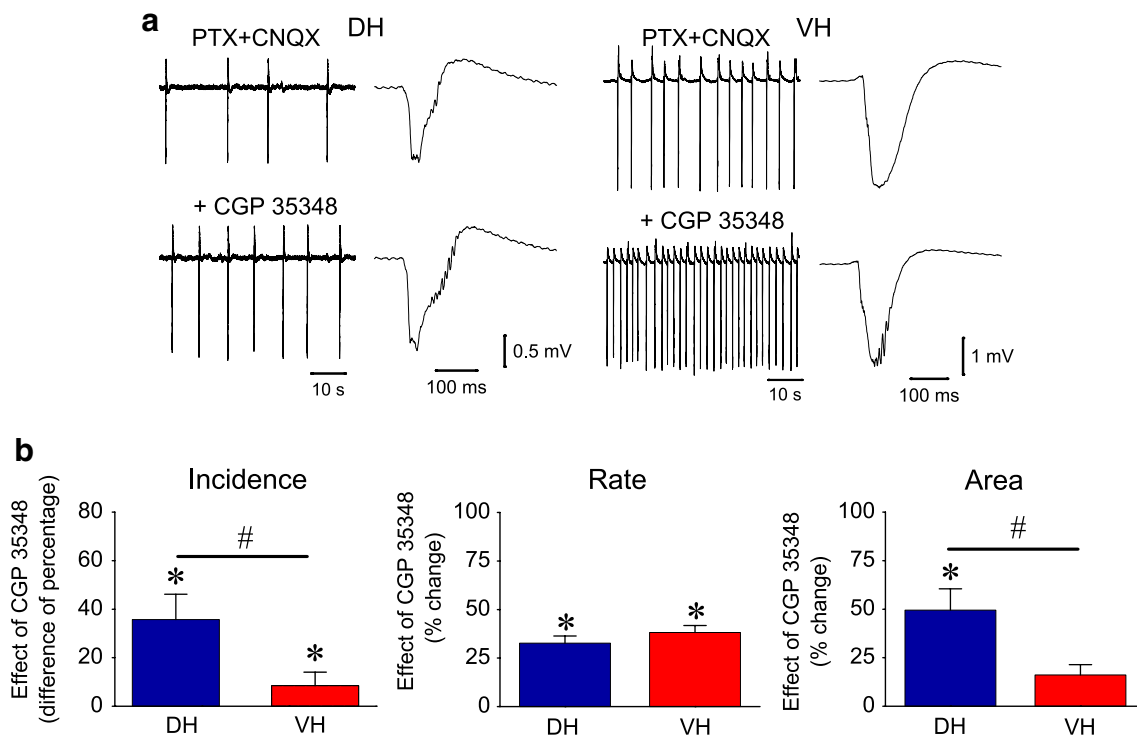 a
DH
VH
PTX+CNQX
PTX+CNQX
+ CGP 35348
+ CGP 35348
0.5 mV
1 mV
10 s
100 ms
10 s
100 ms
b
Incidence
Effect of CGP 35348
(difference of percentage)
80
60
40
20
0
#
*
*
DH
VH
Rate
Effect of CGP 35348
(% change)
100
75
50
25
0
*
*
DH
VH
Area
Effect of CGP 35348
(% change)
100
75
50
25
0
#
*
DH
VH